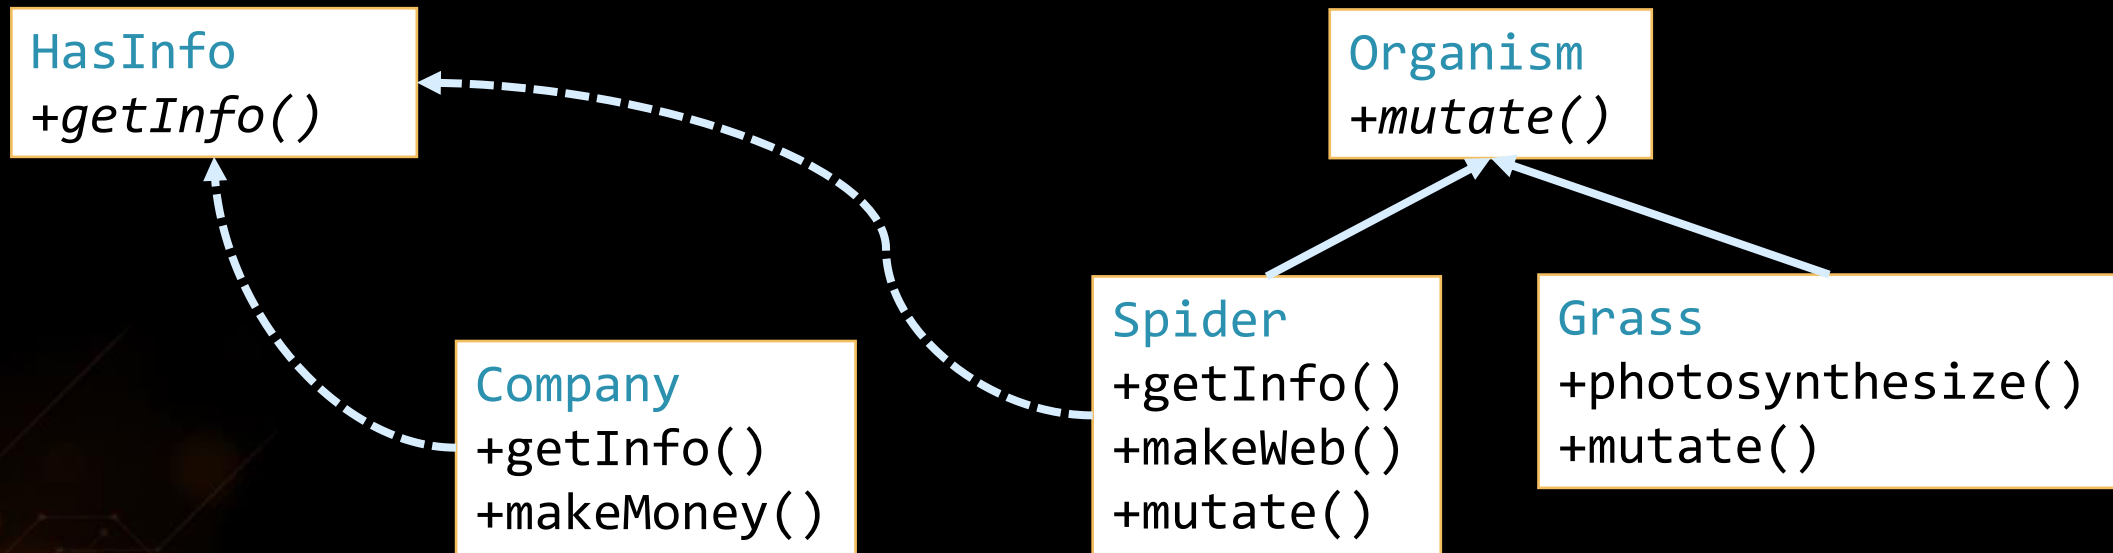 HasInfo
+getInfo()
Organism
+mutate()
Company
+getInfo()
+makeMoney()
Spider
+getInfo()
+makeWeb()
+mutate()
Grass
+photosynthesize()
+mutate()